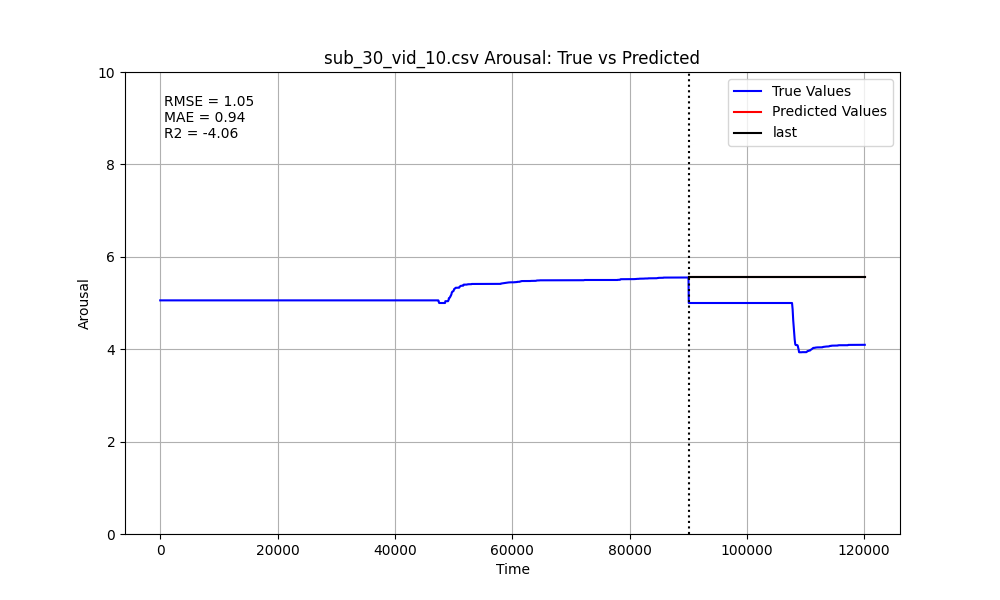 sub_30_vid_10.csv Arousal: True vs Predicted
RMSE = 1.05
MAE = 0.94
R2 = -4.06
True Values
Predicted Values
last
10
8
6
4
2
0
Arousal
0
20000
40000
60000
80000
100000
120000
Time